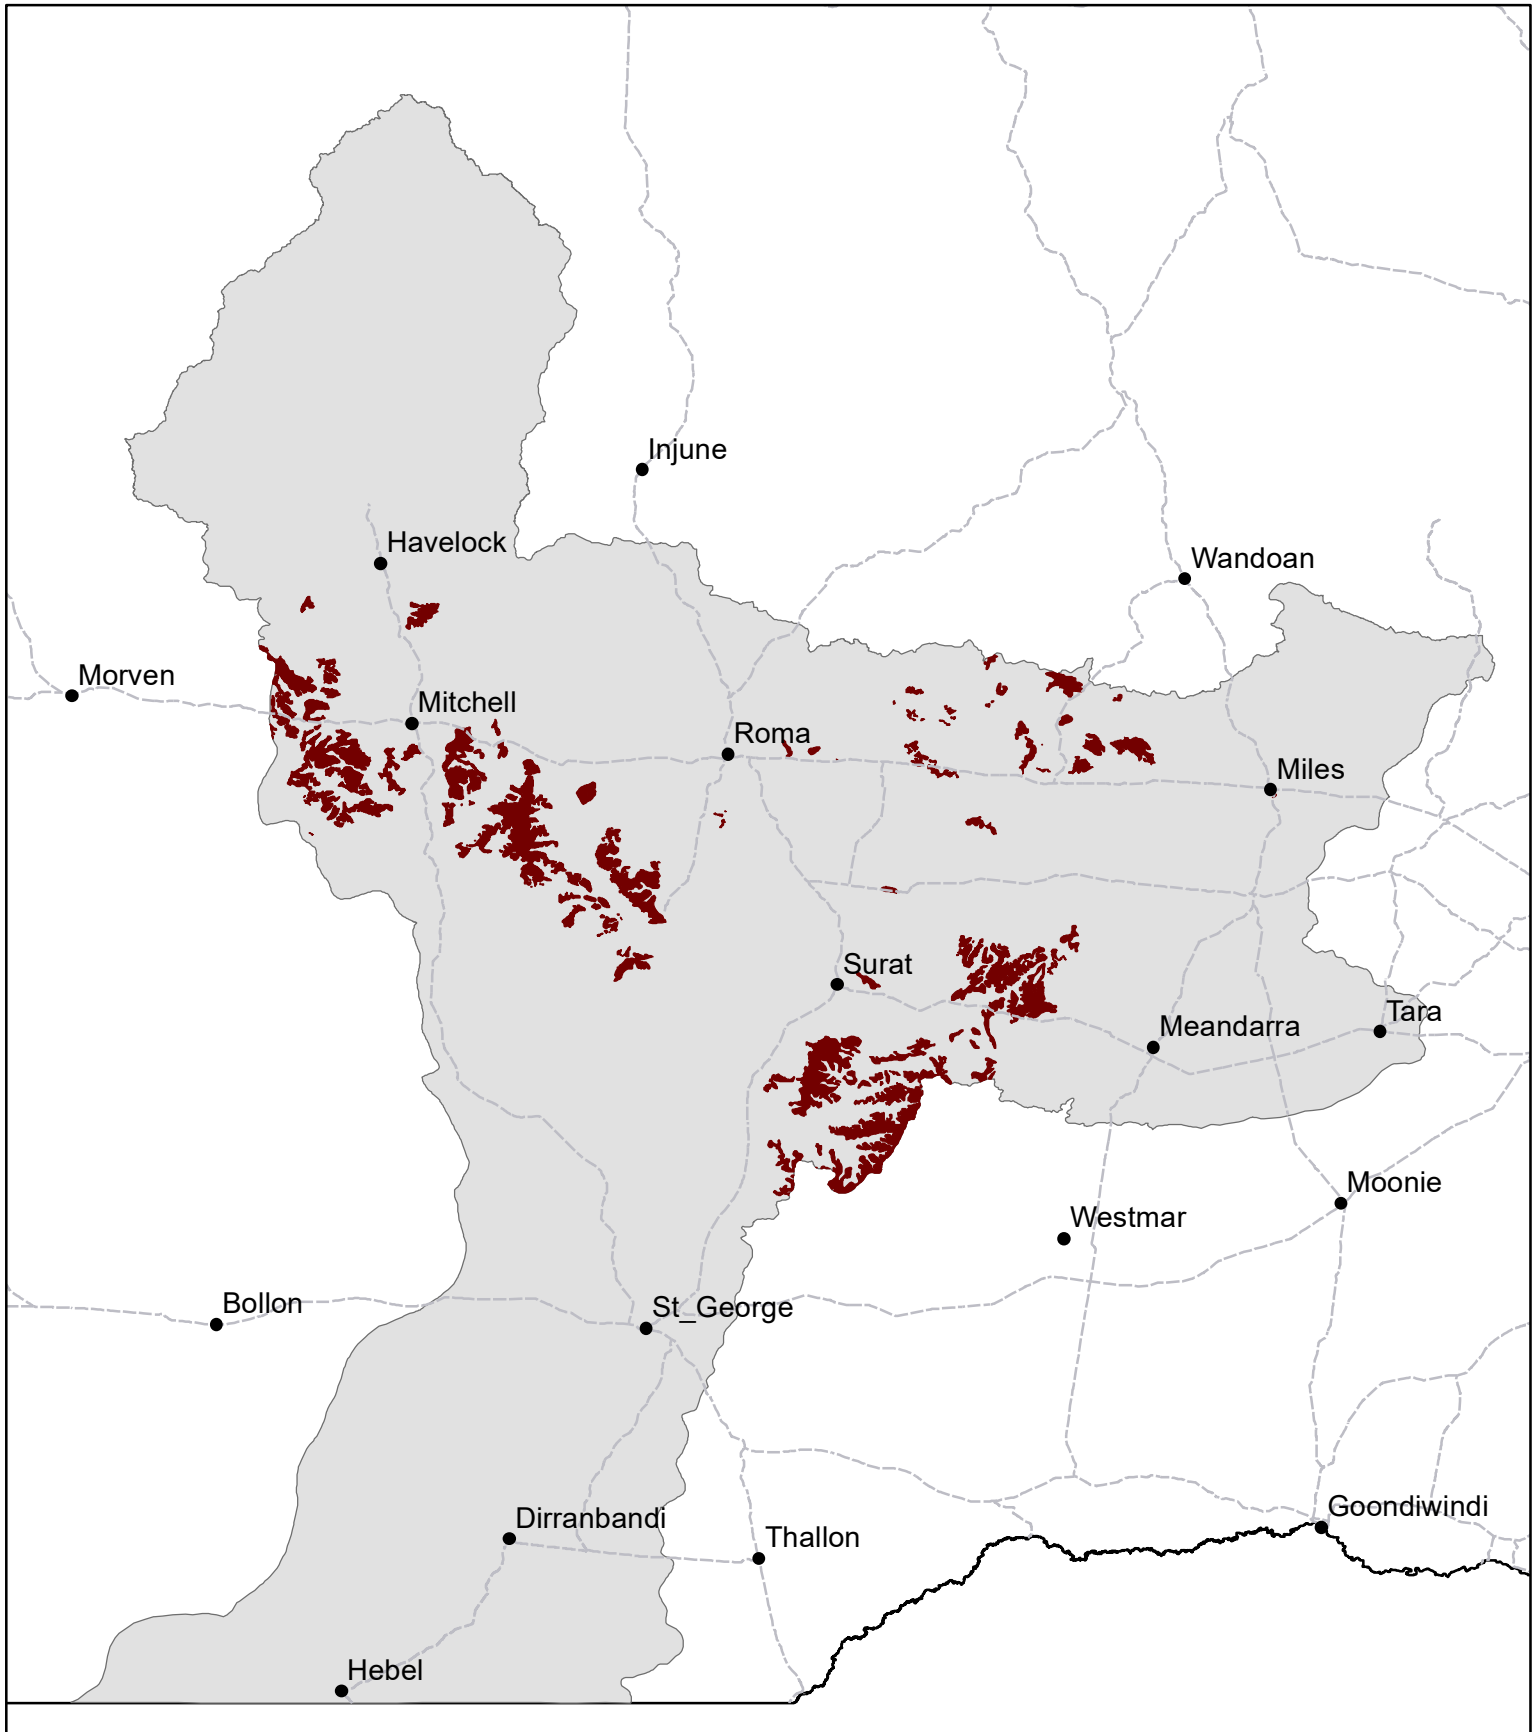 Injune
Havelock
Wandoan
Morven
Mitchell
Roma
Miles
Surat
Tara
Meandarra
Moonie
Westmar
Bollon
St_George
Goondiwindi
Dirranbandi
Thallon
Hebel